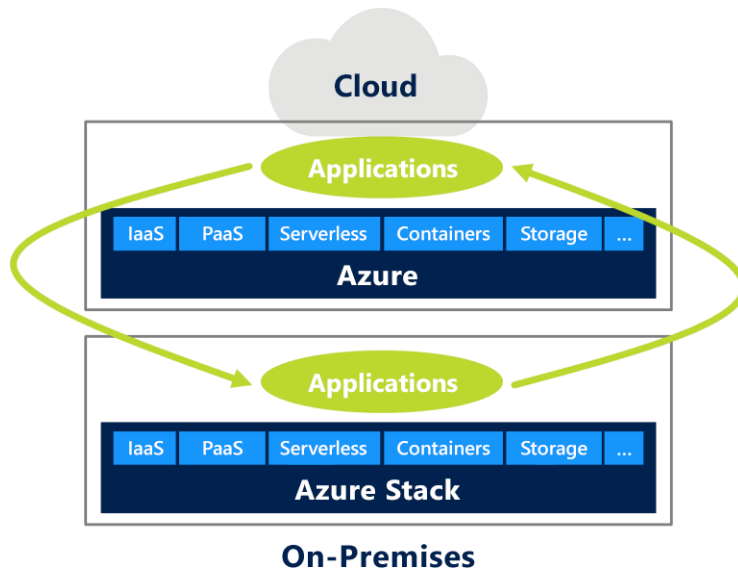 Cloud
Applications
IaaS PaaS Serverless Containers Storage ...
Azure
Applications
IaaS PaaS Serverless Containers Storage ...
Azure Stack
On-Premises